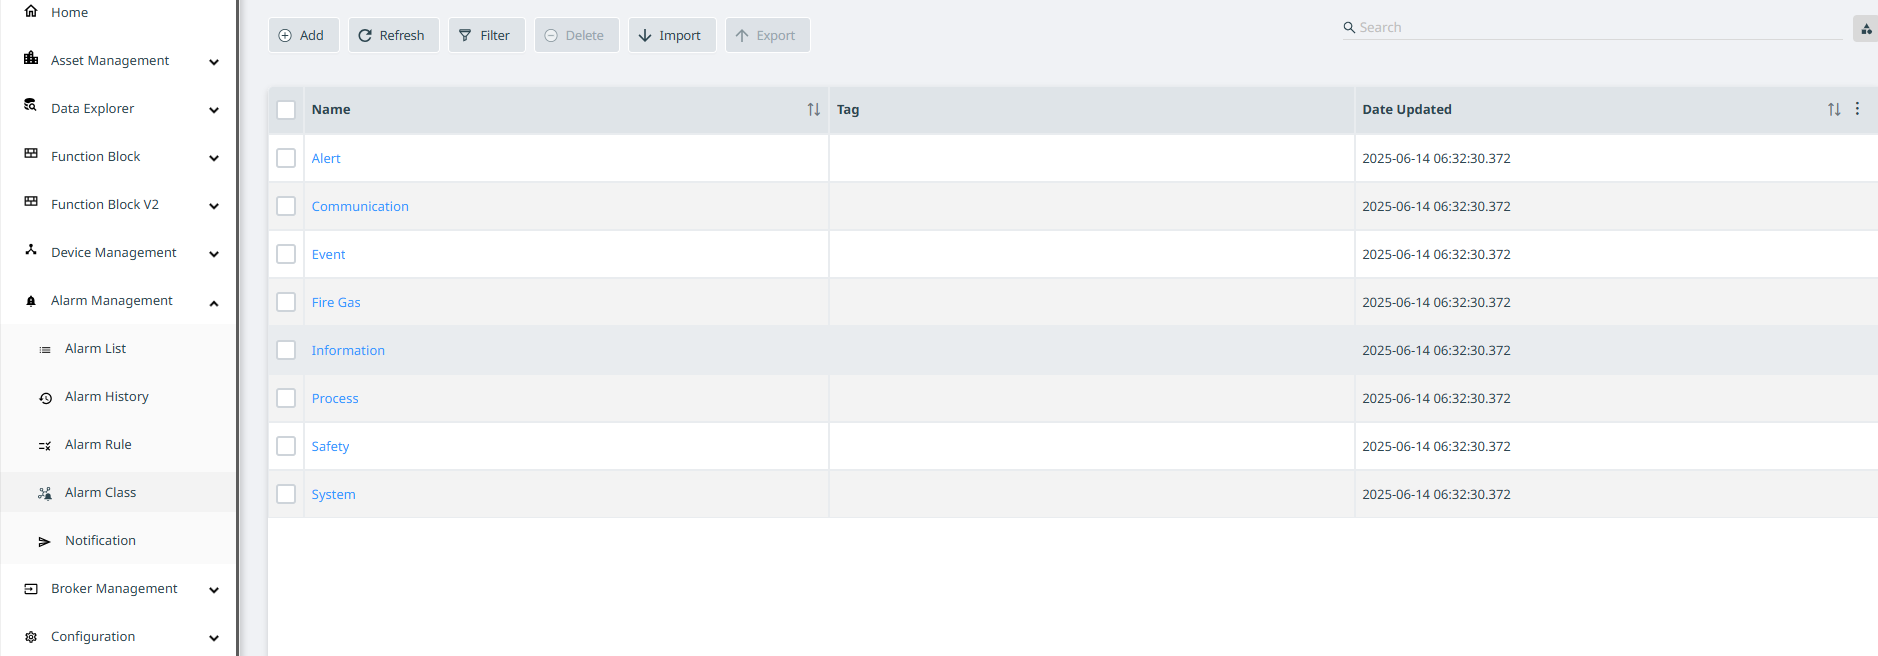 Home
Asset Management
Data Explorer
Function Block
Function Block V2
Device Management
Alarm Management
Alarm List
Alarm History
Alarm Rule
Alarm Class
Notification
Broker Management
Configuration
Add Refresh Filter Delete Import Export
Search
Name Tag Date Updated
Alert 2025-06-14 06:32:30.372
Communication 2025-06-14 06:32:30.372
Event 2025-06-14 06:32:30.372
Fire Gas 2025-06-14 06:32:30.372
Information 2025-06-14 06:32:30.372
Process 2025-06-14 06:32:30.372
Safety 2025-06-14 06:32:30.372
System 2025-06-14 06:32:30.372